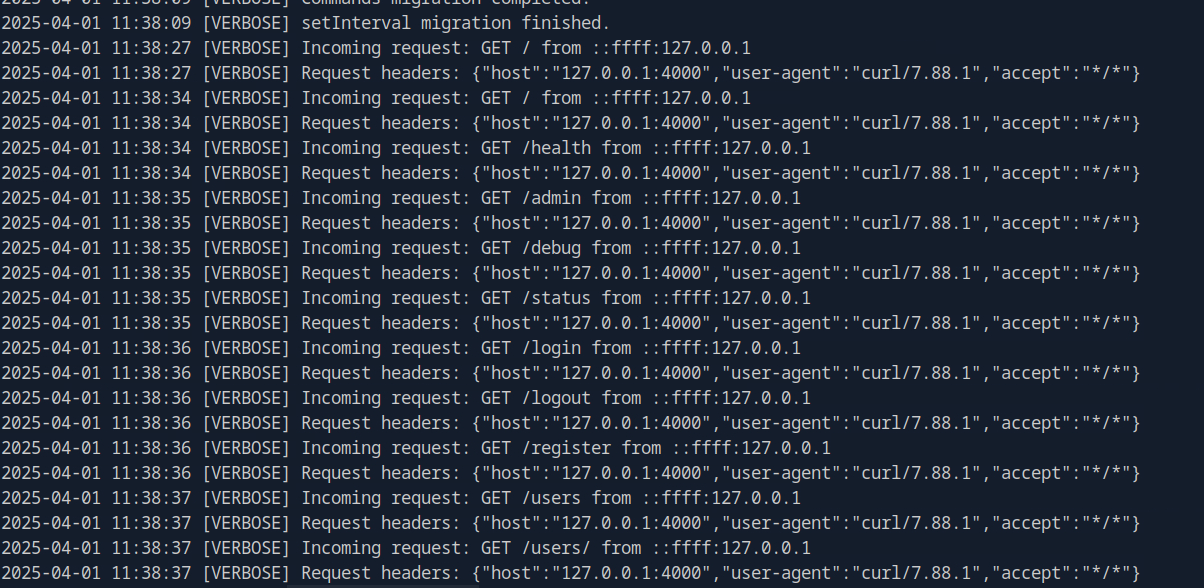 2025-04-01 11:38:09 [VERBOSE] Commands migration completed.
2025-04-01 11:38:09 [VERBOSE] setInterval migration finished.
2025-04-01 11:38:27 [VERBOSE] Incoming request: GET / from ::ffff:127.0.0.1
2025-04-01 11:38:27 [VERBOSE] Request headers: {"host":"127.0.0.1:4000","user-agent":"curl/7.88.1","accept":"*/*"}
2025-04-01 11:38:34 [VERBOSE] Incoming request: GET / from ::ffff:127.0.0.1
2025-04-01 11:38:34 [VERBOSE] Request headers: {"host":"127.0.0.1:4000","user-agent":"curl/7.88.1","accept":"*/*"}
2025-04-01 11:38:34 [VERBOSE] Incoming request: GET /health from ::ffff:127.0.0.1
2025-04-01 11:38:34 [VERBOSE] Request headers: {"host":"127.0.0.1:4000","user-agent":"curl/7.88.1","accept":"*/*"}
2025-04-01 11:38:35 [VERBOSE] Incoming request: GET /admin from ::ffff:127.0.0.1
2025-04-01 11:38:35 [VERBOSE] Request headers: {"host":"127.0.0.1:4000","user-agent":"curl/7.88.1","accept":"*/*"}
2025-04-01 11:38:35 [VERBOSE] Incoming request: GET /debug from ::ffff:127.0.0.1
2025-04-01 11:38:35 [VERBOSE] Request headers: {"host":"127.0.0.1:4000","user-agent":"curl/7.88.1","accept":"*/*"}
2025-04-01 11:38:35 [VERBOSE] Incoming request: GET /status from ::ffff:127.0.0.1
2025-04-01 11:38:35 [VERBOSE] Request headers: {"host":"127.0.0.1:4000","user-agent":"curl/7.88.1","accept":"*/*"}
2025-04-01 11:38:36 [VERBOSE] Incoming request: GET /login from ::ffff:127.0.0.1
2025-04-01 11:38:36 [VERBOSE] Request headers: {"host":"127.0.0.1:4000","user-agent":"curl/7.88.1","accept":"*/*"}
2025-04-01 11:38:36 [VERBOSE] Incoming request: GET /logout from ::ffff:127.0.0.1
2025-04-01 11:38:36 [VERBOSE] Request headers: {"host":"127.0.0.1:4000","user-agent":"curl/7.88.1","accept":"*/*"}
2025-04-01 11:38:36 [VERBOSE] Incoming request: GET /register from ::ffff:127.0.0.1
2025-04-01 11:38:36 [VERBOSE] Request headers: {"host":"127.0.0.1:4000","user-agent":"curl/7.88.1","accept":"*/*"}
2025-04-01 11:38:37 [VERBOSE] Incoming request: GET /users from ::ffff:127.0.0.1
2025-04-01 11:38:37 [VERBOSE] Request headers: {"host":"127.0.0.1:4000","user-agent":"curl/7.88.1","accept":"*/*"}
2025-04-01 11:38:37 [VERBOSE] Incoming request: GET /users/ from ::ffff:127.0.0.1
2025-04-01 11:38:37 [VERBOSE] Request headers: {"host":"127.0.0.1:4000","user-agent":"curl/7.88.1","accept":"*/*"}